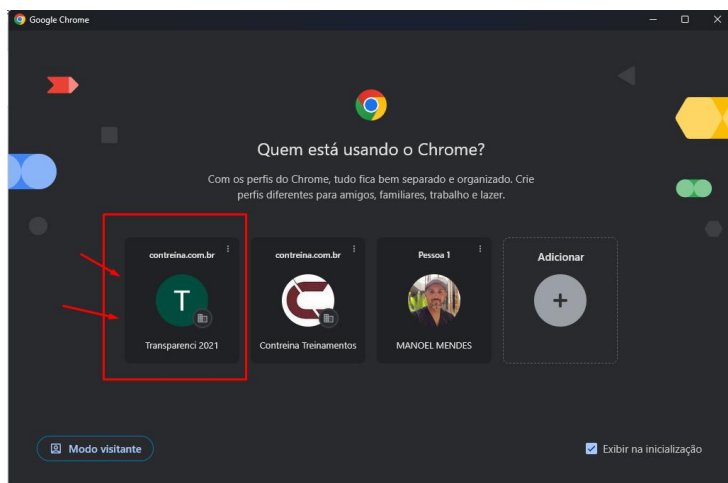 Google Chrome
Quem está usando o Chrome?
Com os perfis do Chrome, tudo fica bem separado e organizado. Crie
perfis diferentes para amigos, familiares, trabalho e lazer.
contreina.com.br
T
Transparenci 2021
contreina.com.br
Contreina Treinamentos
Pessoa 1
MANOEL MENDES
Adicionar
Modo visitante
Exibir na inicialização